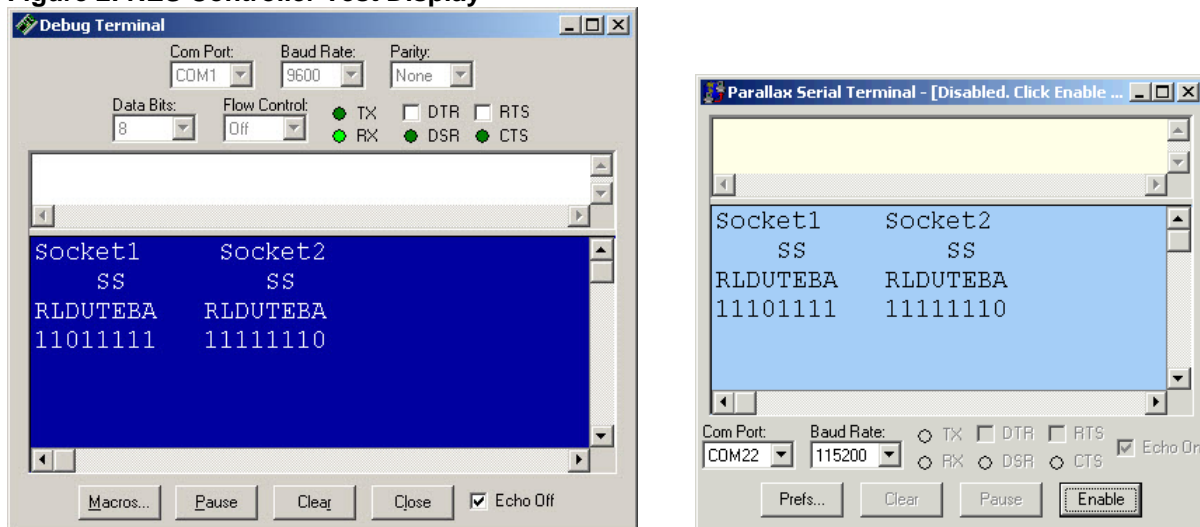 Figure 2. NES Controller Test Display
Debug Terminal
Com Port: Baud Rate: Parity:
COM1 9600 None
Data Bits: Flow Control: TX DTR RTS
8 Off RX DSR CTS
Socket1 Socket2
SS SS
RLDUTEBA RLDUTEBA
11011111 11111110
Macros... Pause Clear Close Echo Off
Parallax Serial Terminal - [Disabled. Click Enable ...
Socket1 Socket2
SS SS
RLDUTEBA RLDUTEBA
11101111 11111110
Com Port: Baud Rate: TX DTR RTS
COM22 115200 RX DSR CTS Echo On
Prefs... Clear Pause Enable